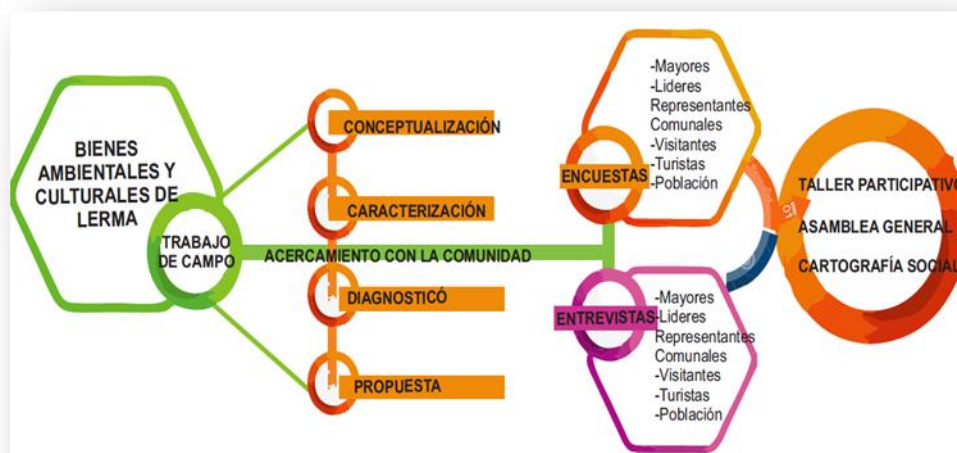 BIENES
AMBIENTALES Y
CULTURALES DE
LERMA
TRABAJO
DE CAMPO
CONCEPTUALIZACIÓN
CARACTERIZACIÓN
ACERCAMIENTO CON LA COMUNIDAD
DIAGNOSTICÓ
PROPUESTA
ENCUESTAS
-Mayores
-Lideres
Representantes
Comunales
-Visitantes
-Turistas
-Población
ENTREVISTAS
-Mayores
-Lideres
Representantes
Comunales
-Visitantes
-Turistas
-Población
TALLER PARTICIPATIVO
ASAMBLEA GENERAL
CARTOGRAFÍA SOCIAL